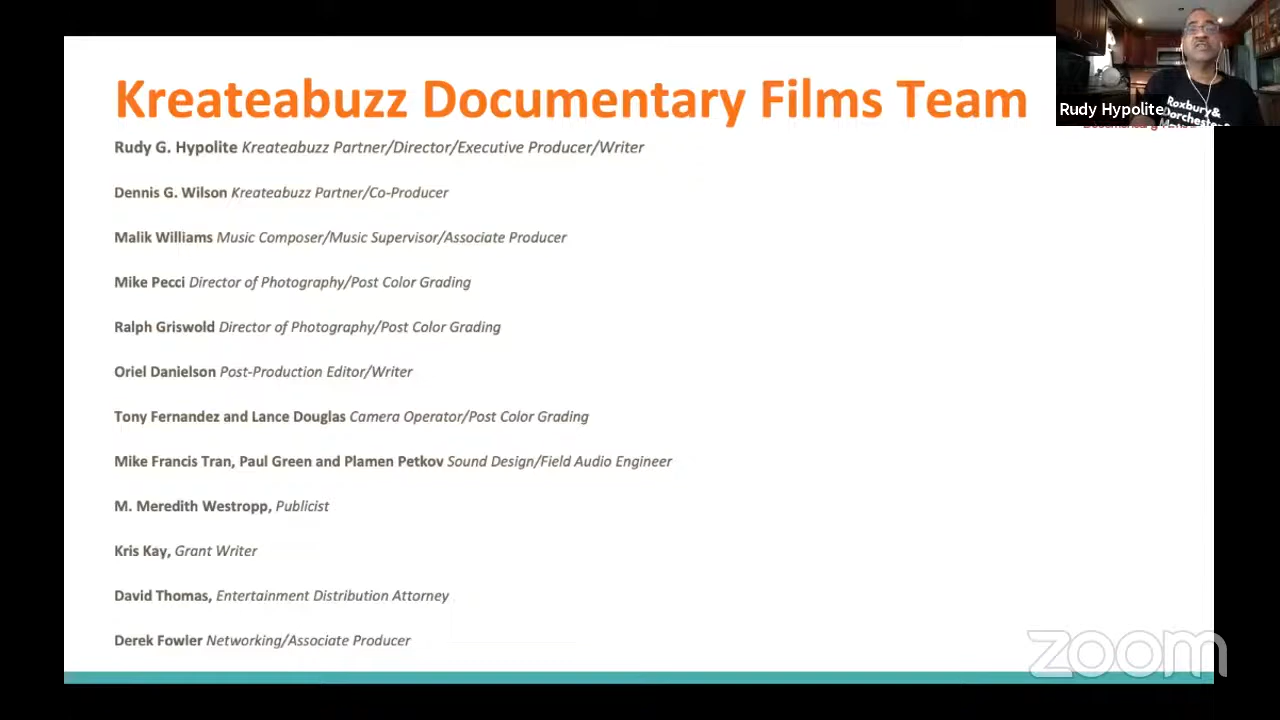 Kreateabuzz Documentary Films Team
Rudy G. Hypolite Kreateabuzz Partner/Director/Executive Producer/Writer
Dennis G. Wilson Kreateabuzz Partner/Co-Producer
Malik Williams Music Composer/Music Supervisor/Associate Producer
Mike Pecci Director of Photography/Post Color Grading
Ralph Griswold Director of Photography/Post Color Grading
Oriel Danielson Post-Production Editor/Writer
Tony Fernandez and Lance Douglas Camera Operator/Post Color Grading
Mike Francis Tran, Paul Green and Plamen Petkov Sound Design/Field Audio Engineer
M. Meredith Westropp, Publicist
Kris Kay, Grant Writer
David Thomas, Entertainment Distribution Attorney
Derek Fowler Networking/Associate Producer
Roxbury&
Rudy Hypolite
zoom